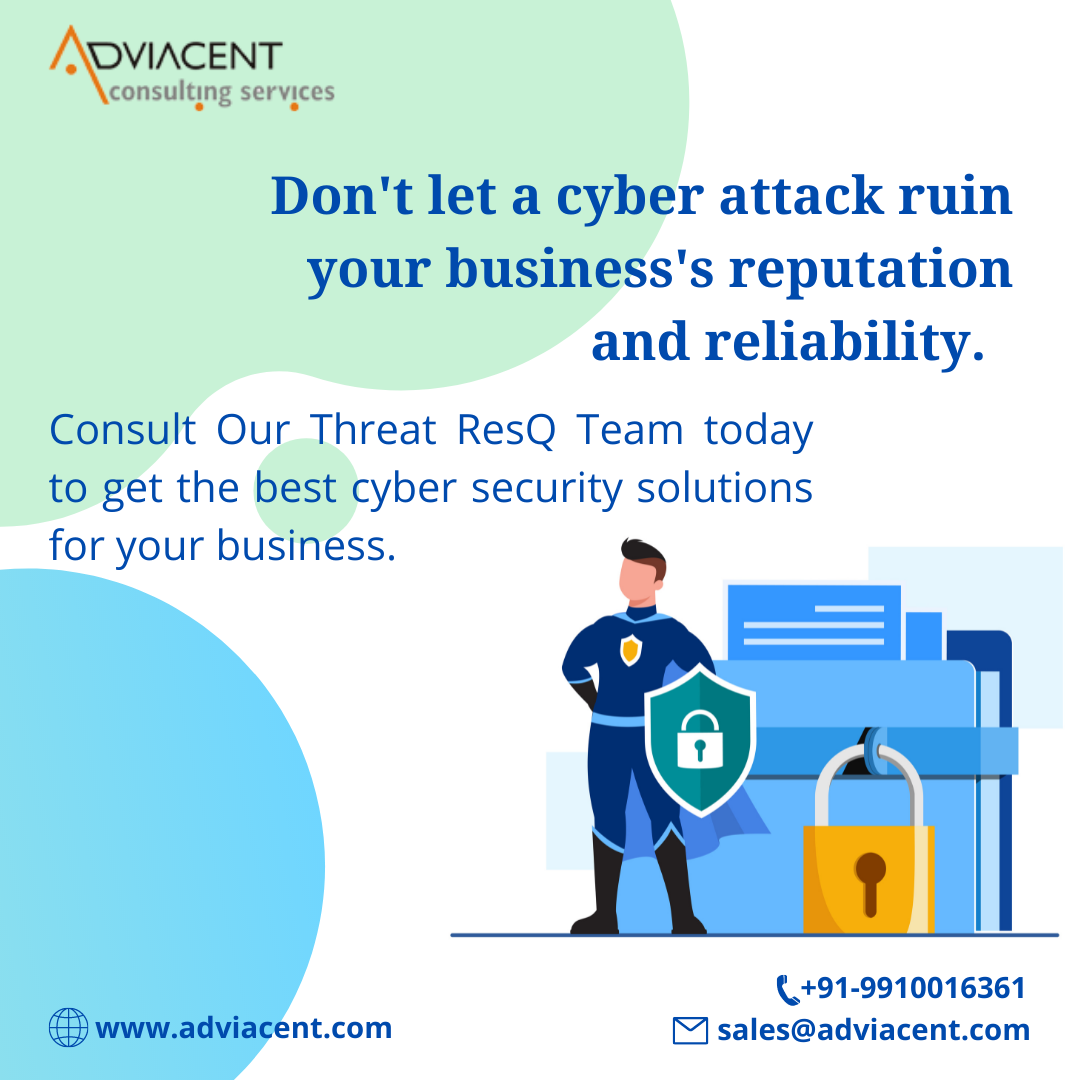 ADVIACENT
consulting services
Don't let a cyber attack ruin
your business's reputation
and reliability.
Consult Our Threat ResQ Team today
to get the best cyber security solutions
for your business.
+91-9910016361
www.adviacent.com
sales@adviacent.com